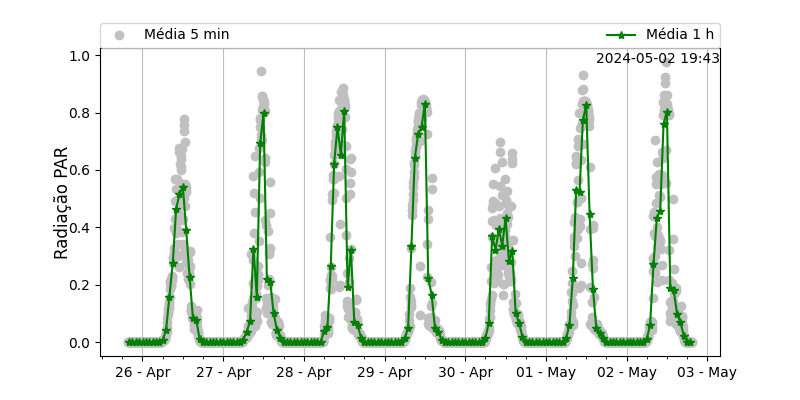 Média 5 min
Média 1 h
2024-05-02 19:43
1.0
0.8
0.6
0.4
0.2
0.0
Radiação PAR
26 - Apr
27 - Apr
28 - Apr
29 - Apr
30 - Apr
01 - May
02 - May
03 - May